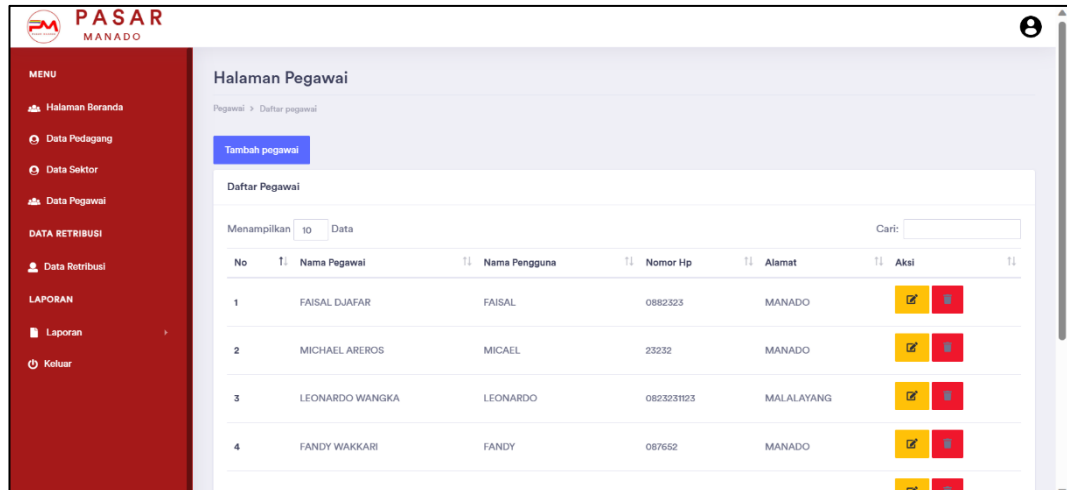 PASAR
MANADO
MENU
Halaman Beranda
Data Pedagang
Data Sektor
Data Pegawai
DATA RETRIBUSI
Data Retribusi
LAPORAN
Laporan
Keluar
Halaman Pegawai
Pegawai > Daftar pegawai
Tambah pegawai
Daftar Pegawai
Menampilkan 10 Data Cari:
No Nama Pegawai Nama Pengguna Nomor Hp Alamat Aksi
1 FAISAL DJAFAR FAISAL 0882323 MANADO
2 MICHAEL AREROS MICAEL 23232 MANADO
3 LEONARDO WANGKA LEONARDO 0823231123 MALALAYANG
4 FANDY WAKKARI FANDY 087652 MANADO